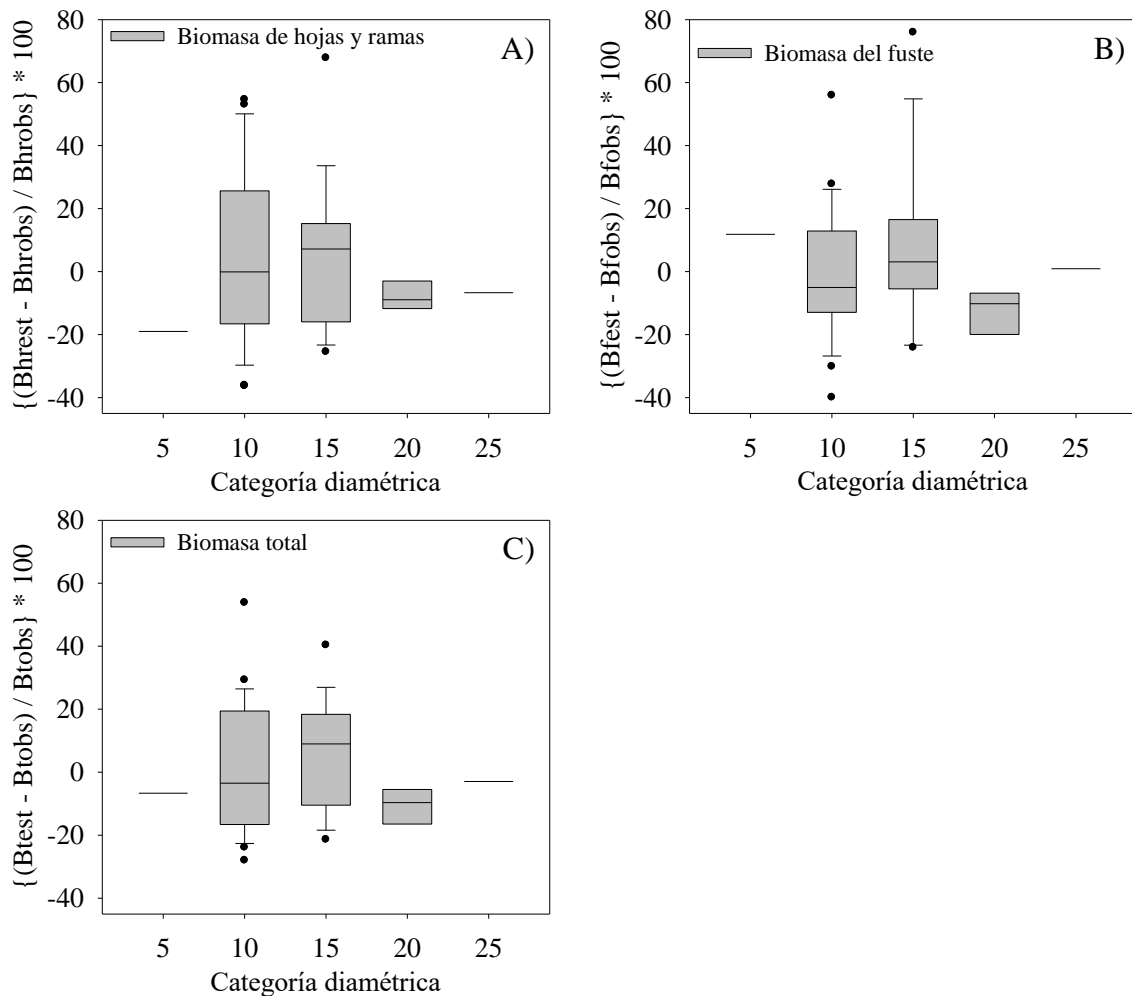 {(Bhrest - Bhrobs) / Bhrobs} * 100
80
60
40
20
0
-20
-40
Biomasa de hojas y ramas
A)
5 10 15 20 25
Categoría diamétrica
{(Bfest - Bfobs) / Bfobs} * 100
80
60
40
20
0
-20
-40
Biomasa del fuste
B)
5 10 15 20 25
Categoría diamétrica
{(Btest - Btobs) / Btobs} * 100
80
60
40
20
0
-20
-40
Biomasa total
C)
5 10 15 20 25
Categoría diamétrica